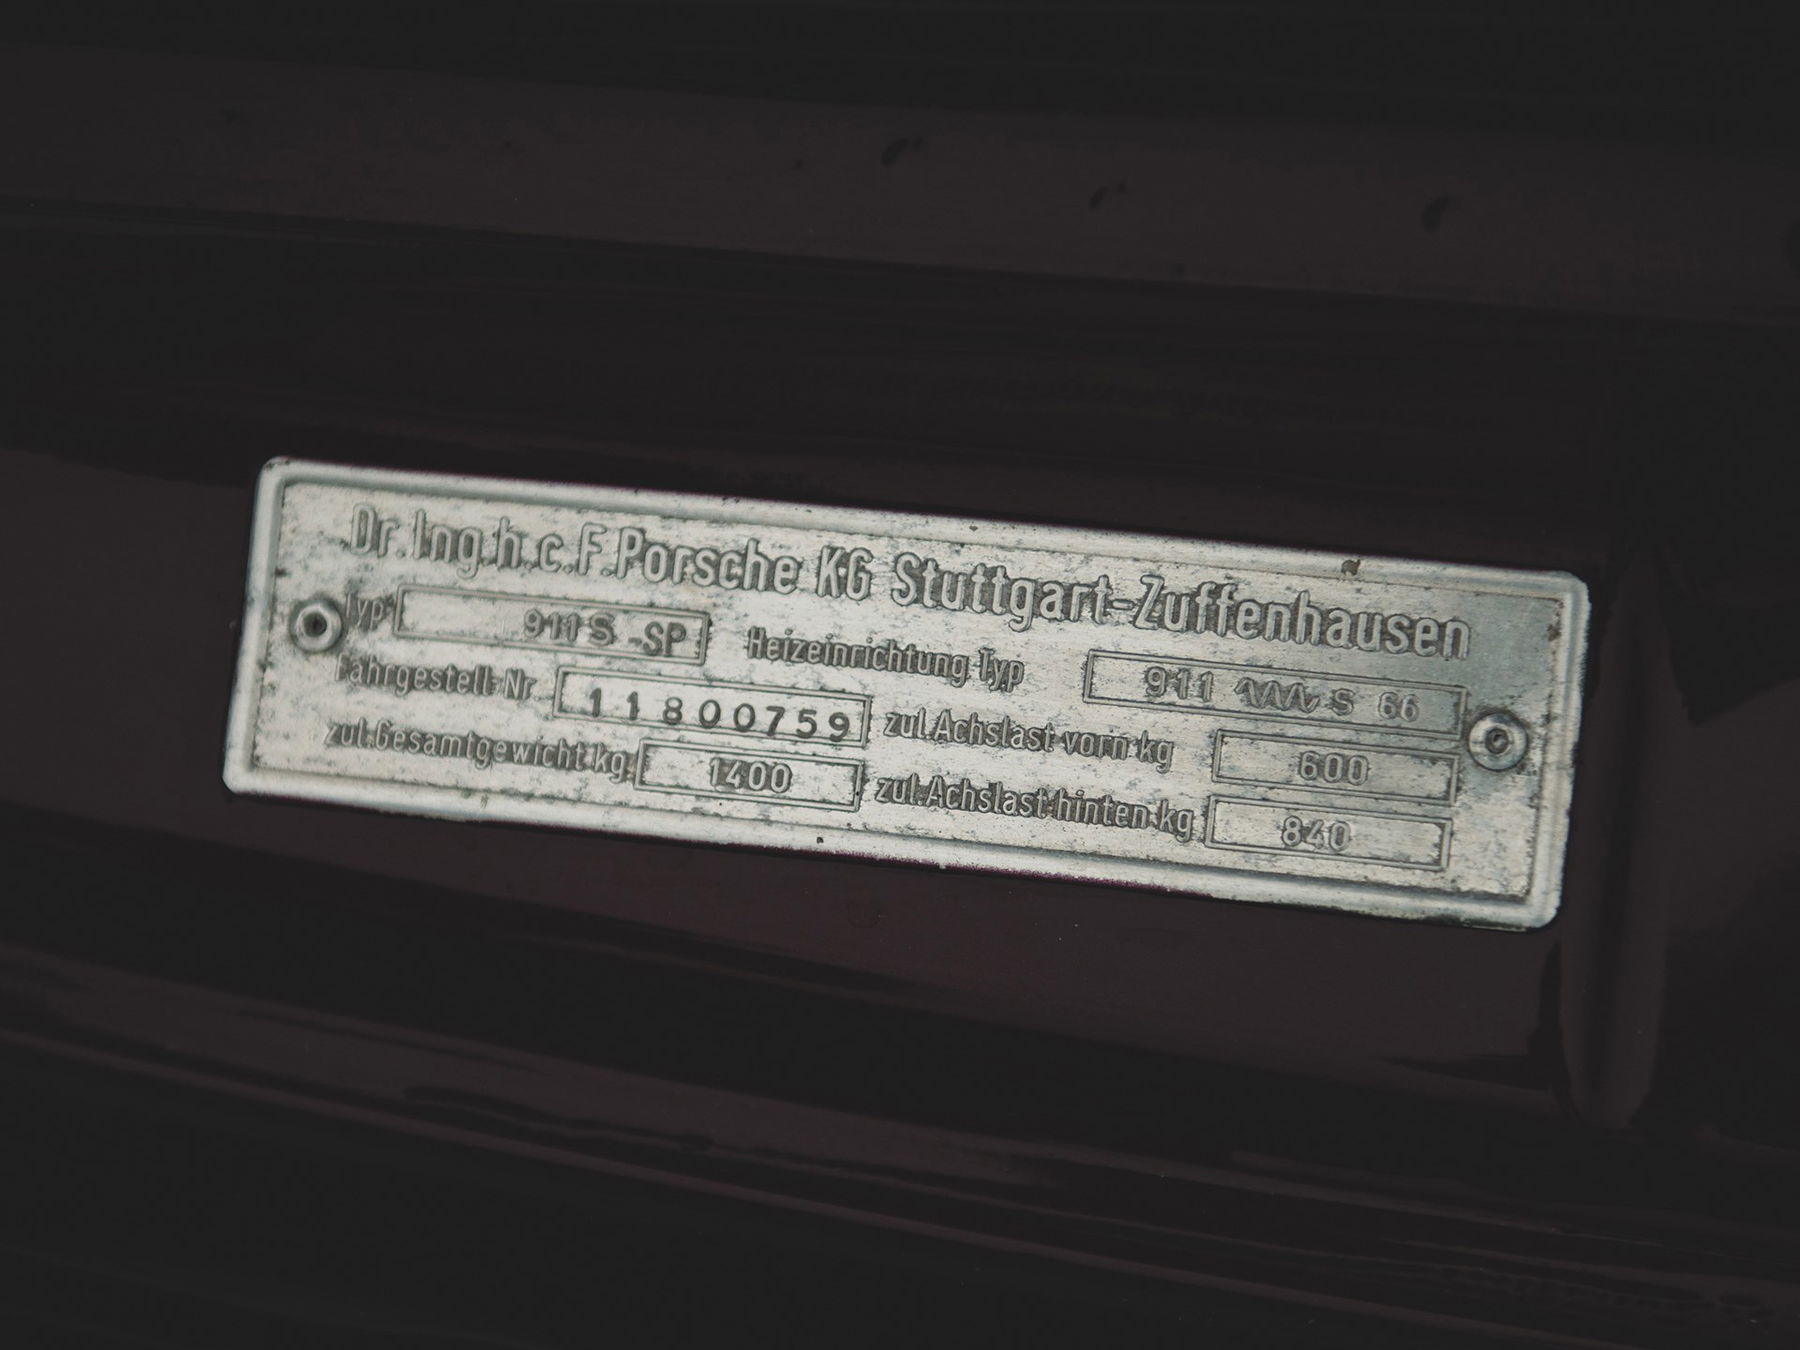 Dr. Ing. h. c. F. Porsche KG Stuttgart-Zuffenhausen
Typ 911 S -SP Heizeinrichtung Typ 911 S 66
Fahrgestell-Nr. 11800759 zul. Achslast vorn kg 600
zul. Gesamtgewicht kg 1400 zul. Achslast hinten kg 840